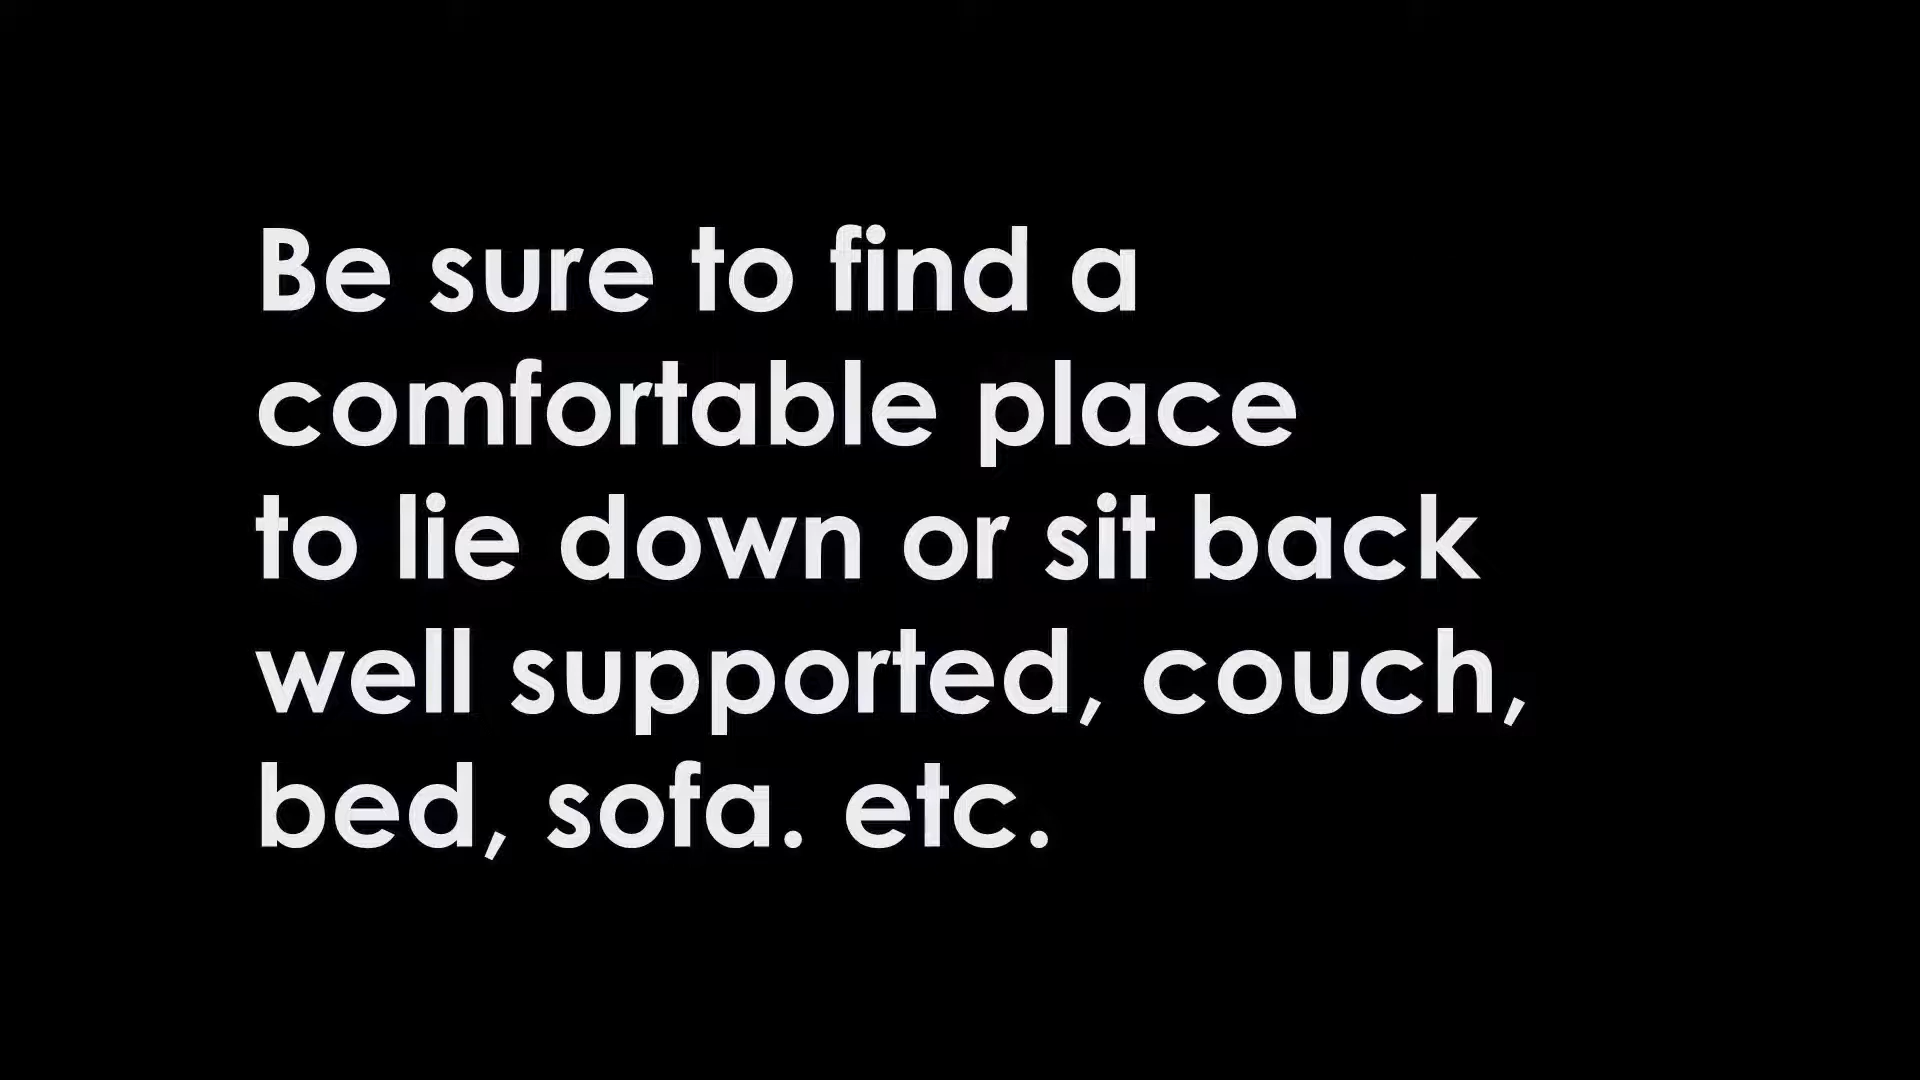 Be sure to find a
comfortable place
to lie down or sit back
well supported, couch,
bed, sofa. etc.